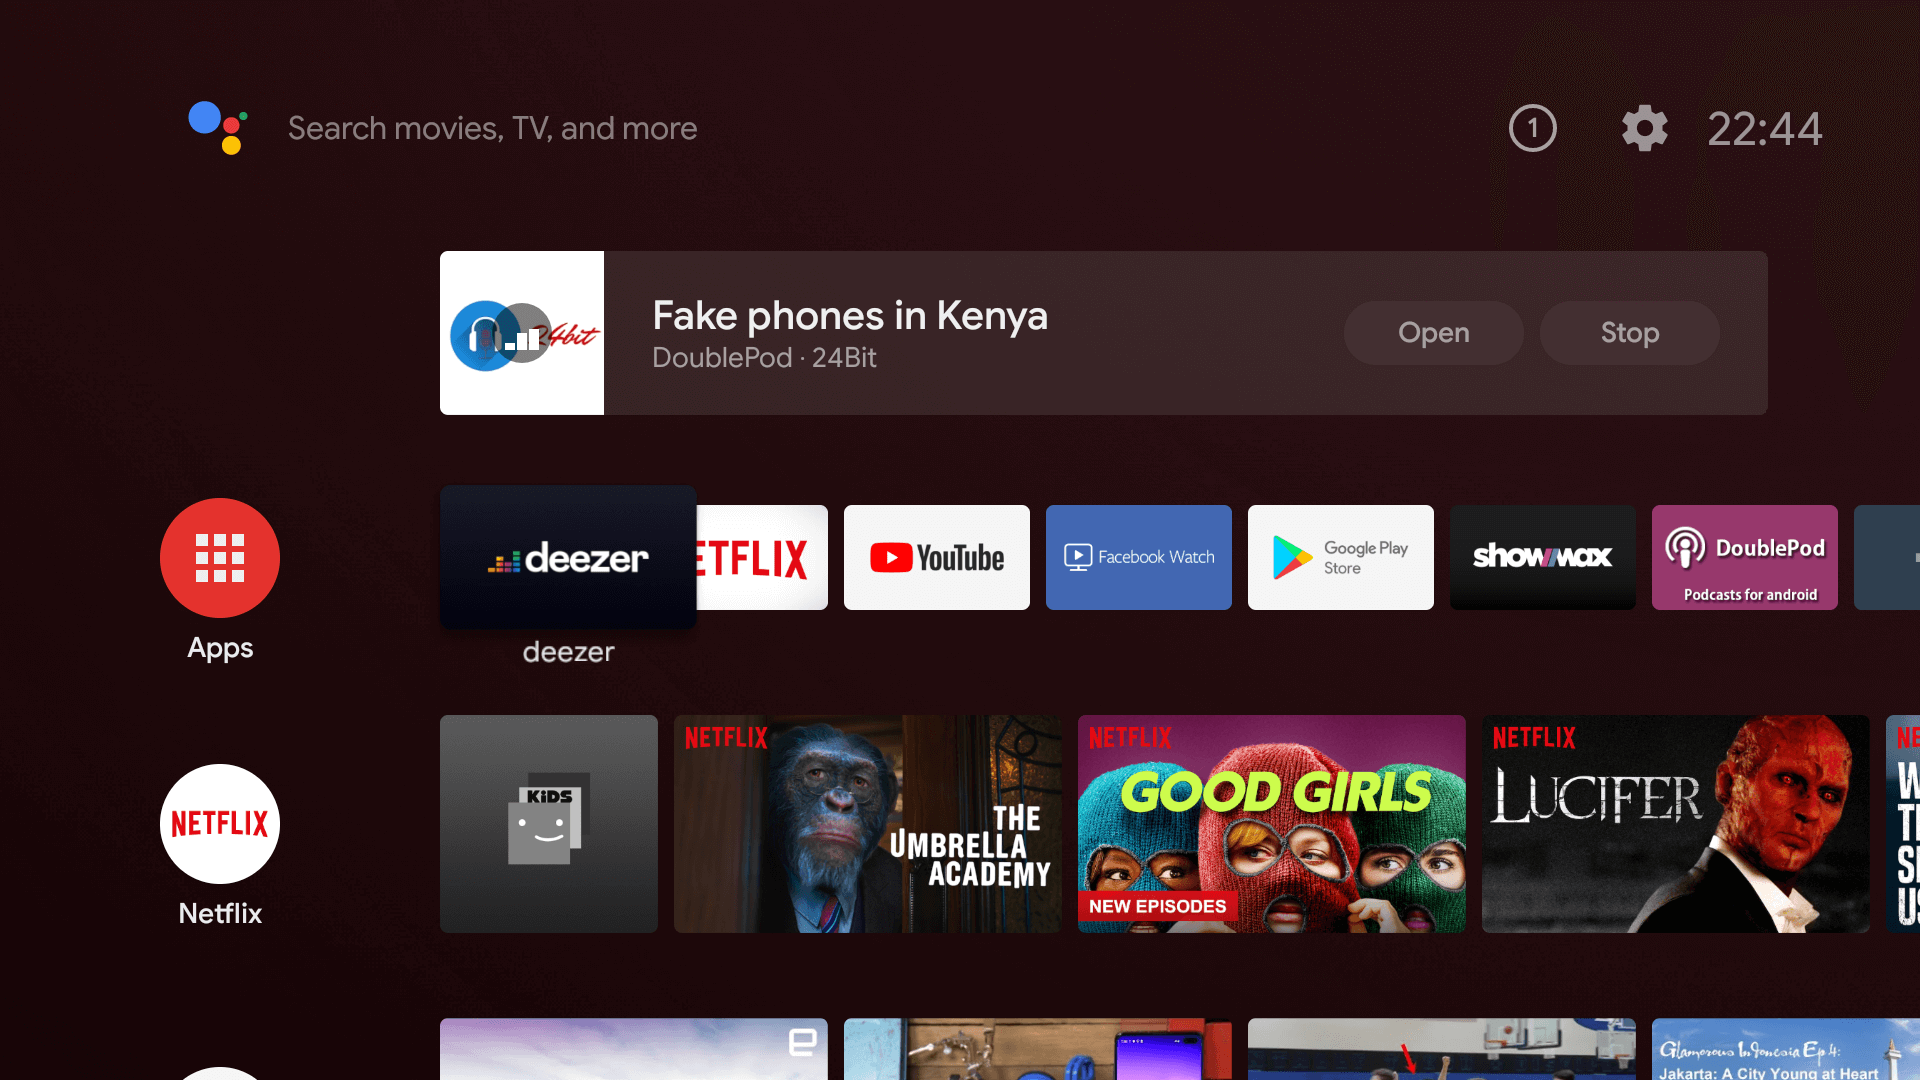 Search movies, TV, and more
1
22:44
24bit
Fake phones in Kenya
DoublePod · 24Bit
Open
Stop
deezer
ETFLIX
YouTube
Facebook Watch
Google Play
Store
showmax
DoublePod
Podcasts for android
Apps
deezer
NETFLIX
Netflix
KiDS
NETFLIX
THE
UMBRELLA
ACADEMY
NETFLIX
GOOD GIRLS
NEW EPISODES
NETFLIX
LUCIFER
NE
W
T
S
US
e
Glamorous Indonesia Ep 4:
Jakarta: A City Young at Heart